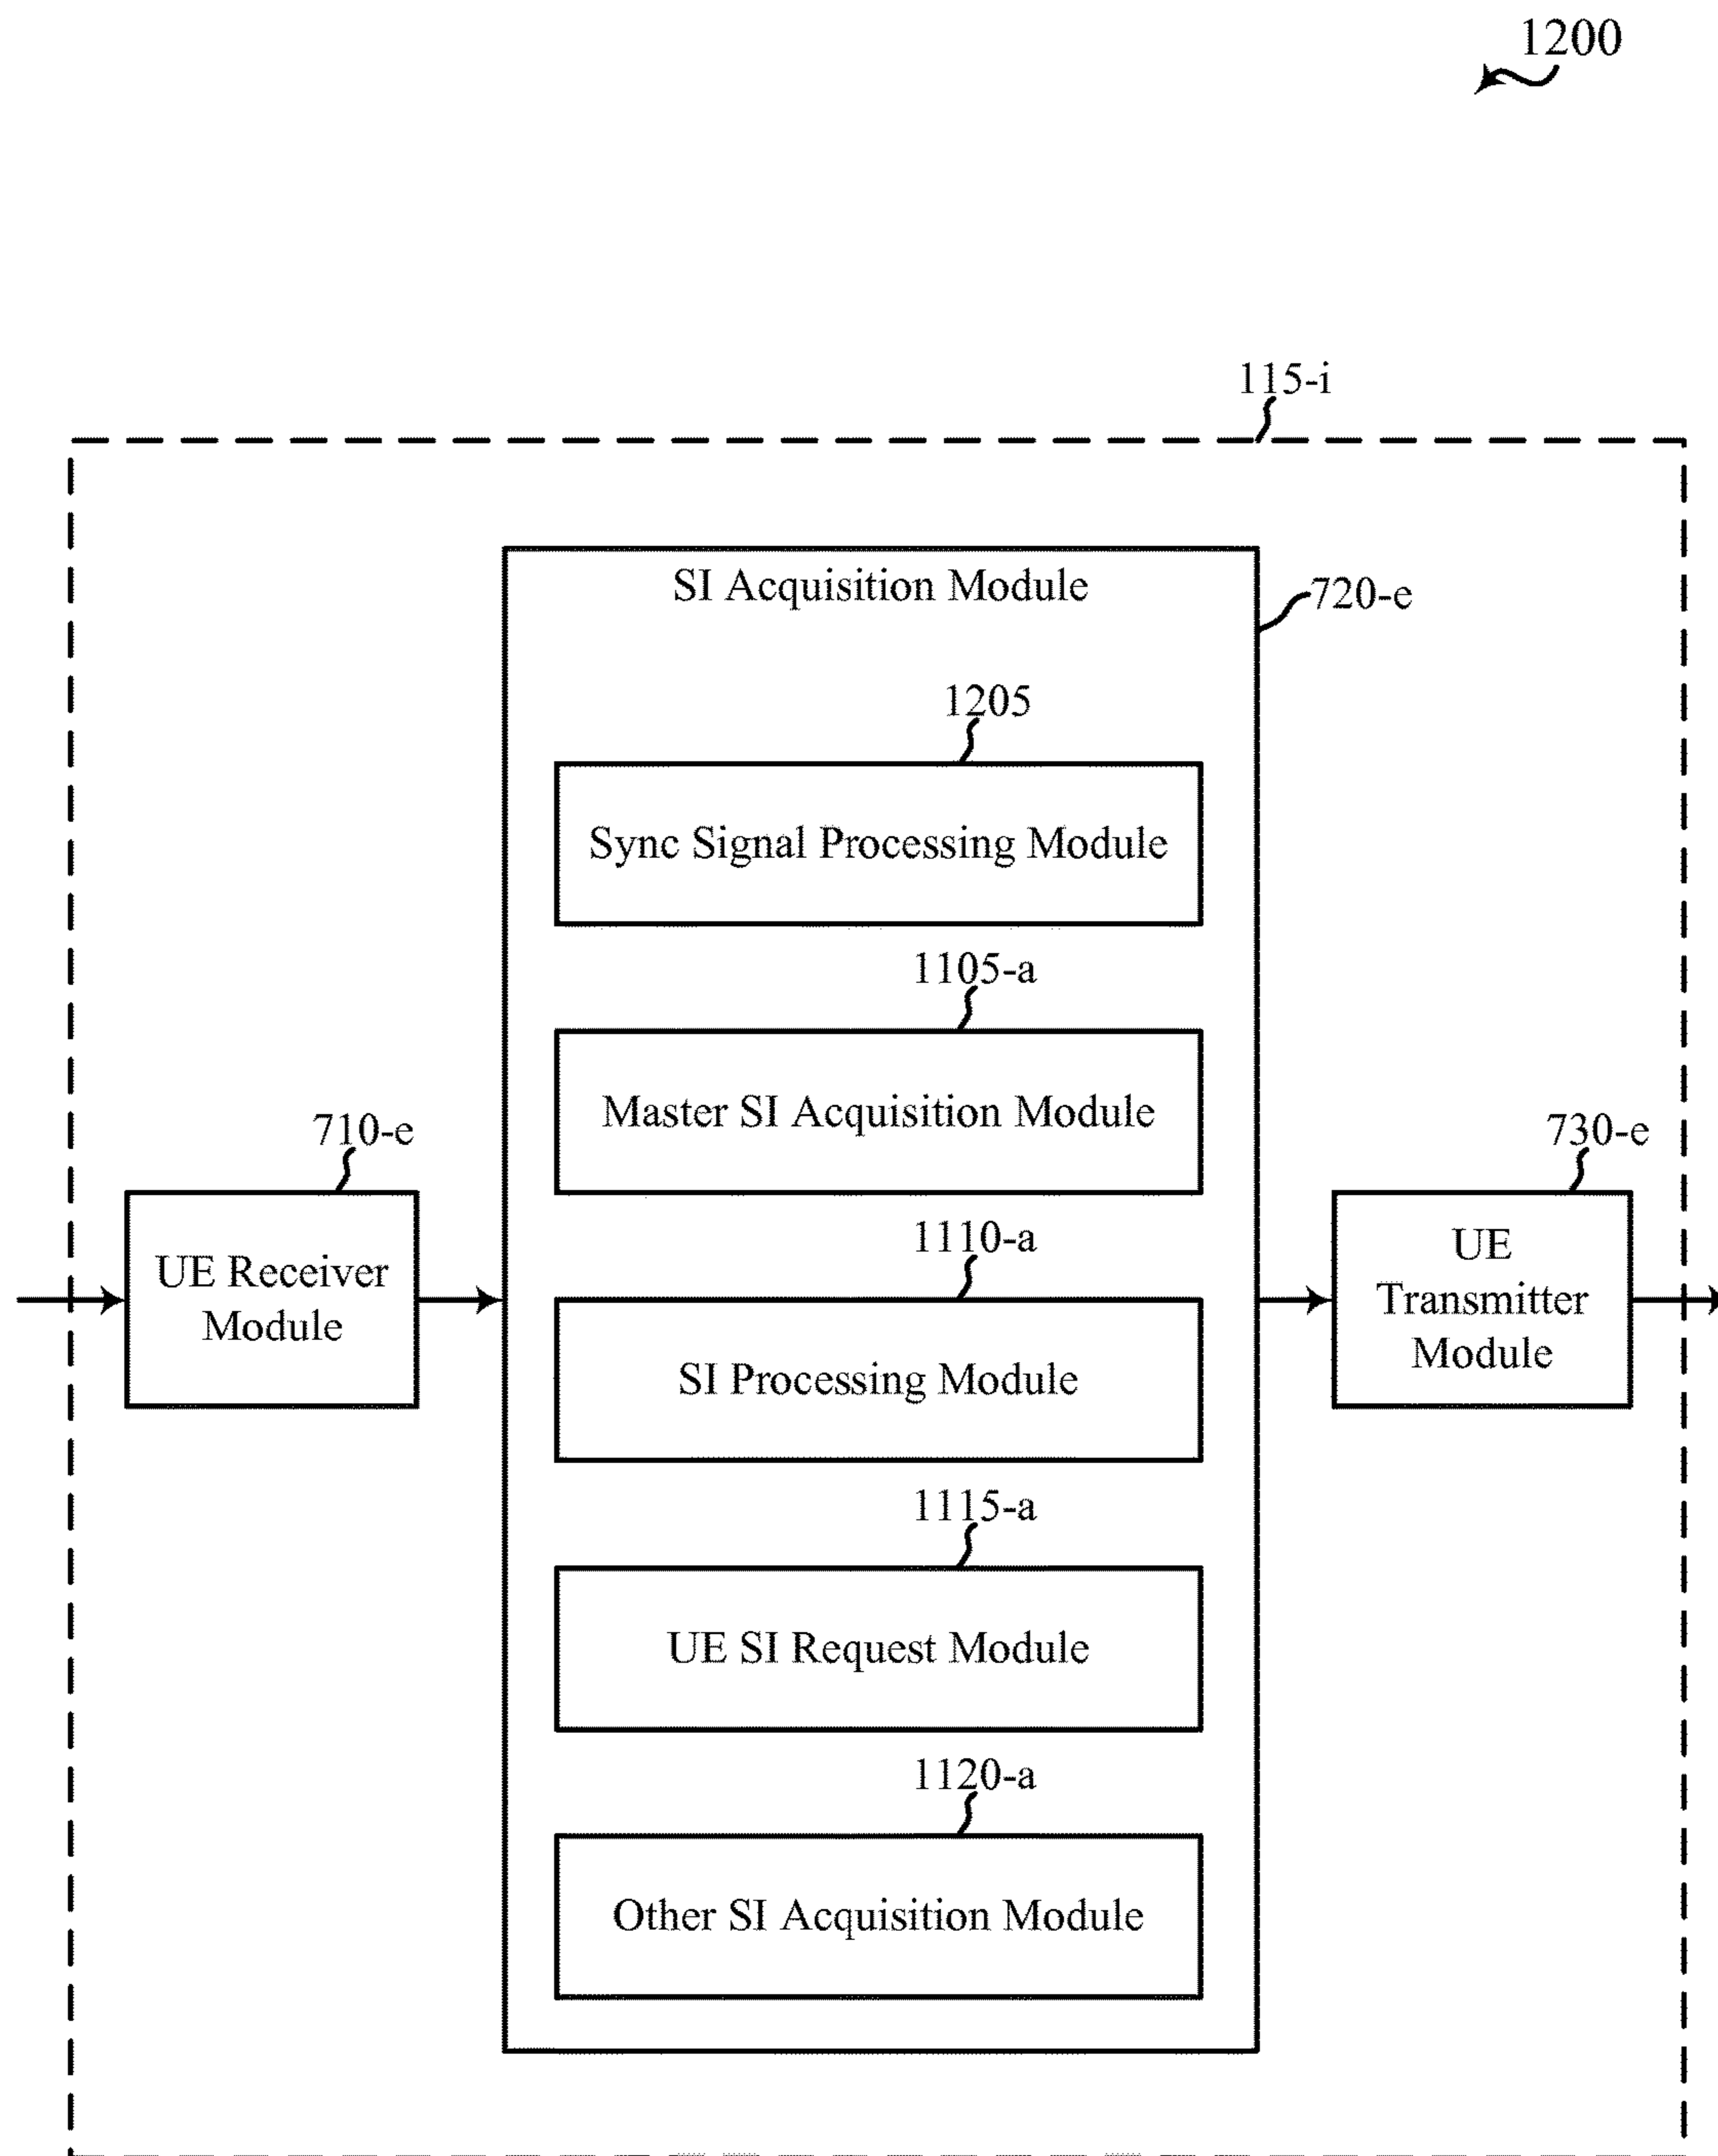 1200
115-i
SI Acquisition Module
720-e
1205
Sync Signal Processing Module
1105-a
Master SI Acquisition Module
710-e
730-e
UE Receiver
Module
UE
Transmitter
Module
1110-a
SI Processing Module
1115-a
UE SI Request Module
1120-a
Other SI Acquisition Module